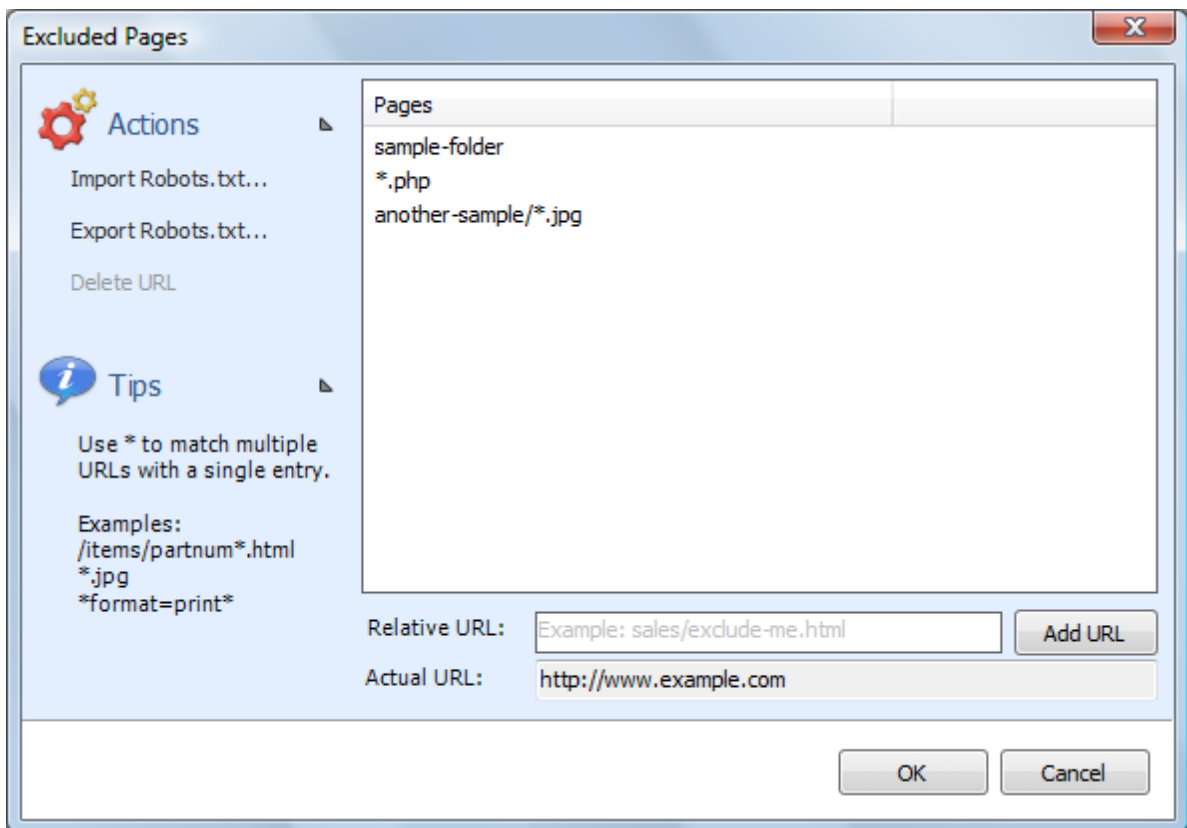 Excluded Pages
Actions
Import Robots.txt...
Export Robots.txt...
Delete URL
Tips
Use * to match multiple
URLs with a single entry.
Examples:
/items/partnum*.html
*.jpg
*format=print*
Pages
sample-folder
*.php
another-sample/*.jpg
Relative URL:
Example: sales/exclude-me.html
Add URL
Actual URL:
http://www.example.com
OK
Cancel